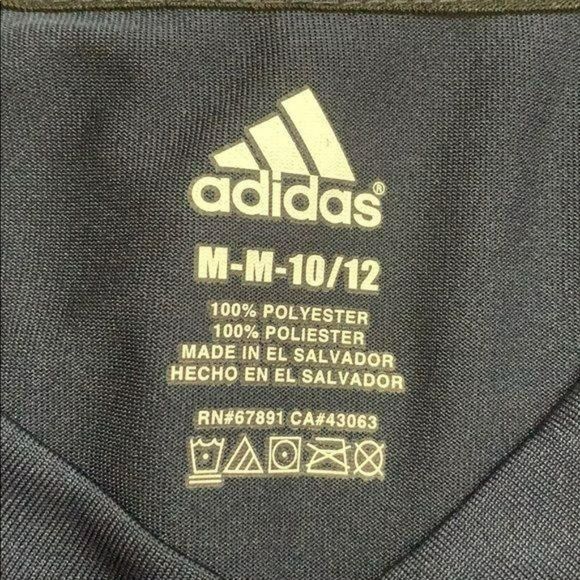 adidas®
M-M-10/12
100% POLYESTER
100% POLIESTER
MADE IN EL SALVADOR
HECHO EN EL SALVADOR
RN#67891 CA#43063